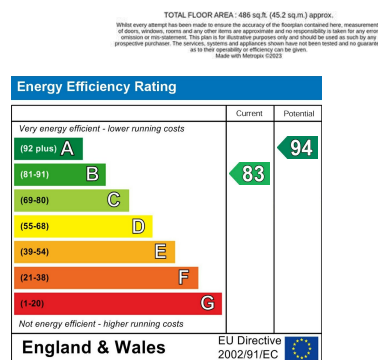 TOTAL FLOOR AREA : 486 sq.ft. (45.2 sq.m.) approx.
Whilst every attempt has been made to ensure the accuracy of the floorplan contained here, measurement
of doors, windows, rooms and any other items are approximate and no responsibility is taken for any error
omission or mis-statement. This plan is for illustrative purposes only and should be used as such by any
prospective purchaser. The services, systems and appliances shown have not been tested and no guarante
as to their operability or efficiency can be given.
Made with Metropix ©2023
Energy Efficiency Rating
Current Potential
Very energy efficient - lower running costs
(92 plus) A 94
(81-91) B 83
(69-80) C
(55-68) D
(39-54) E
(21-38) F
(1-20) G
Not energy efficient - higher running costs
England & Wales
EU Directive
2002/91/EC